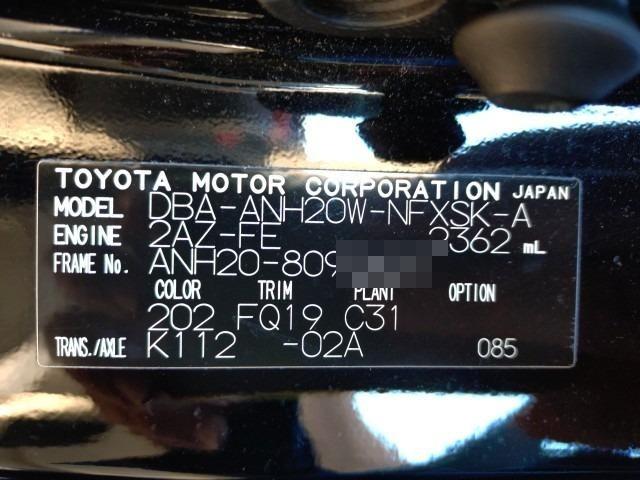 TOYOTA MOTOR CORPORATION JAPAN
MODEL DBA-ANH20W-NFXSK-A
ENGINE 2AZ-FE 2362 mL
FRAME No. ANH20-809
COLOR TRIM PLANT OPTION
202 FQ19 C31
TRANS./AXLE K112 -02A 085